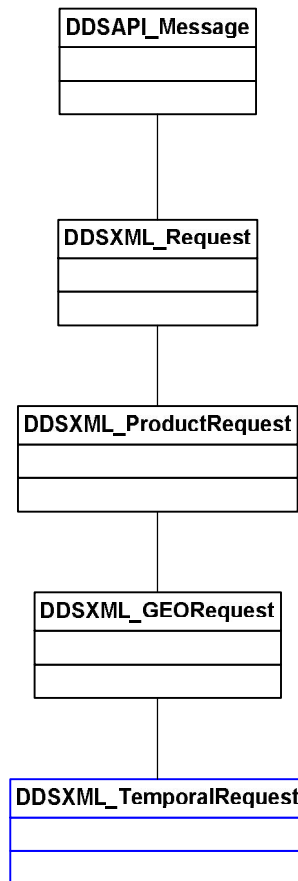 DDSAPI_Message
DDSXML_Request
DDSXML_ProductRequest
DDSXML_GEORequest
DDSXML_TemporalRequest